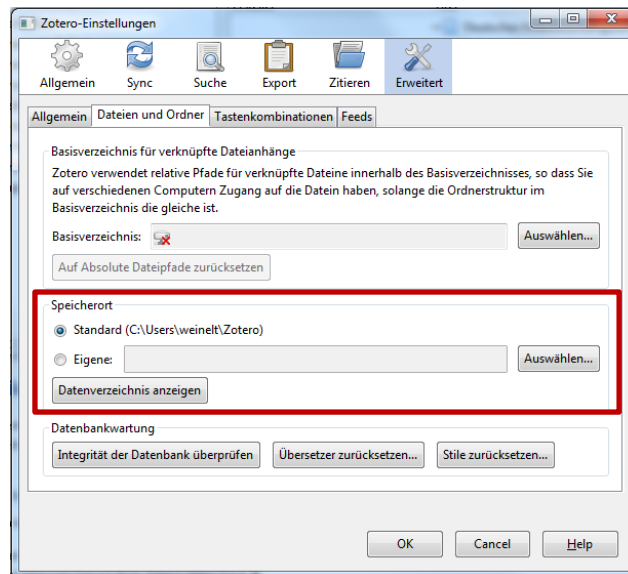 Zotero-Einstellungen
Allgemein Sync Suche Export Zitieren Erweitert
Allgemein Dateien und Ordner Tastenkombinationen Feeds
Basisverzeichnis für verknüpfte Dateianhänge
Zotero verwendet relative Pfade für verknüpfte Dateine innerhalb des Basisverzeichnisses, so dass Sie
auf verschiedenen Computern Zugang auf die Datein haben, solange die Ordnerstruktur im
Basisverzeichnis die gleiche ist.
Basisverzeichnis: Auswählen...
Auf Absolute Dateipfade zurücksetzen
Speicherort
Standard (C:\Users\weinelt\Zotero)
Eigene: Auswählen...
Datenverzeichnis anzeigen
Datenbankwartung
Integrität der Datenbank überprüfen Übersetzer zurücksetzen... Stile zurücksetzen...
OK Cancel Help